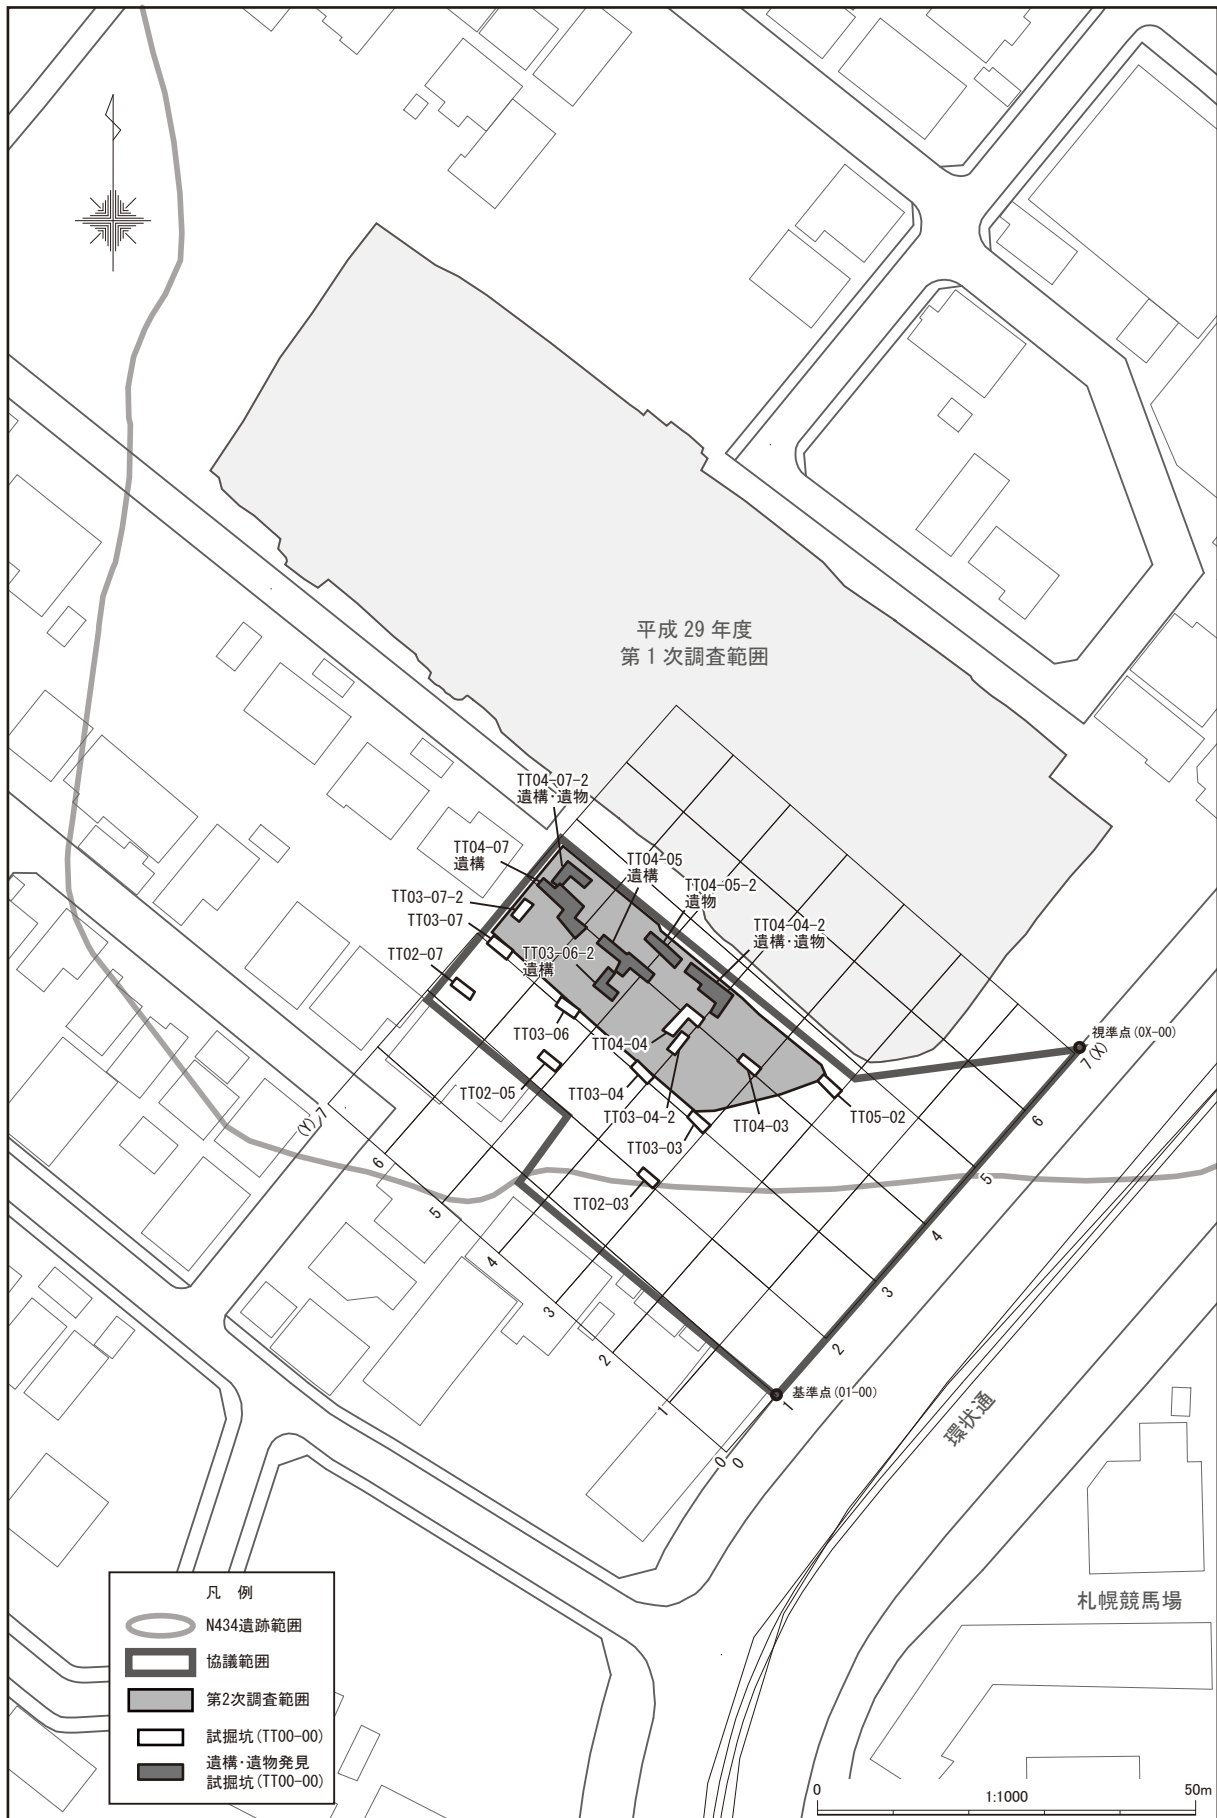 平成 29 年度
第 1 次調査範囲
TT04-07-2
遺構・遺物
TT04-07
遺構
TT04-05
遺構
TT04-05-2
遺物
TT03-07-2
TT03-07
TT04-04-2
遺構・遺物
TT02-07
TT03-06-2
遺構
TT03-06
TT04-04
TT02-05
TT03-04
TT03-04-2
TT03-03
TT04-03
TT05-02
TT02-03
視準点(0X-00)
7 (X)
6
5
4
3
2
1
0
(Y) 7
6
5
4
3
2
1
0
基準点(01-00)
環状通
札幌競馬場
凡 例
N434遺跡範囲
協議範囲
第2次調査範囲
試掘坑(TT00-00)
遺構・遺物発見
試掘坑(TT00-00)
0
1:1000
50m